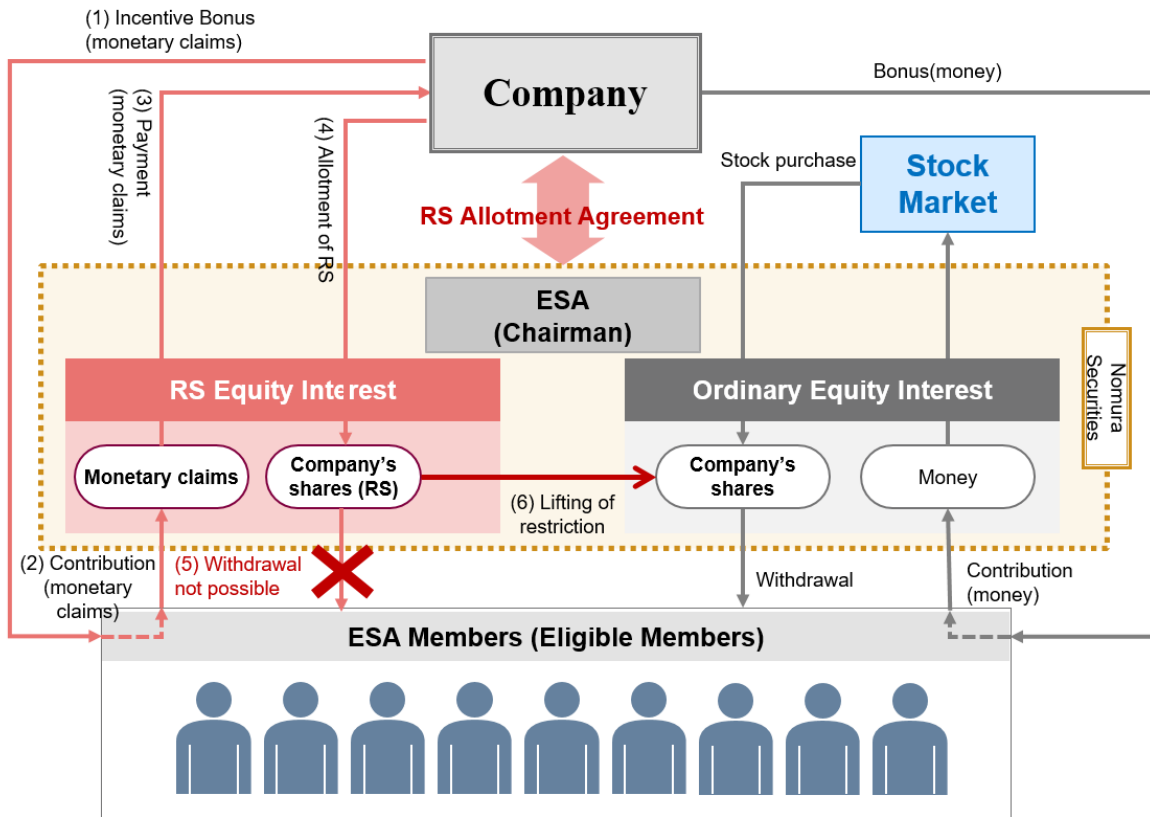 (1) Incentive Bonus
(monetary claims)
Company
Bonus(money)
(3) Payment
(monetary claims)
(4) Allotment of RS
Stock purchase
Stock
Market
RS Allotment Agreement
ESA
(Chairman)
Nomura
Securities
RS Equity Interest
Ordinary Equity Interest
Monetary claims
Company's
shares (RS)
Company's
shares
Money
(6) Lifting of
restriction
(2) Contribution
(monetary
claims)
(5) Withdrawal
not possible
Withdrawal
Contribution
(money)
ESA Members (Eligible Members)